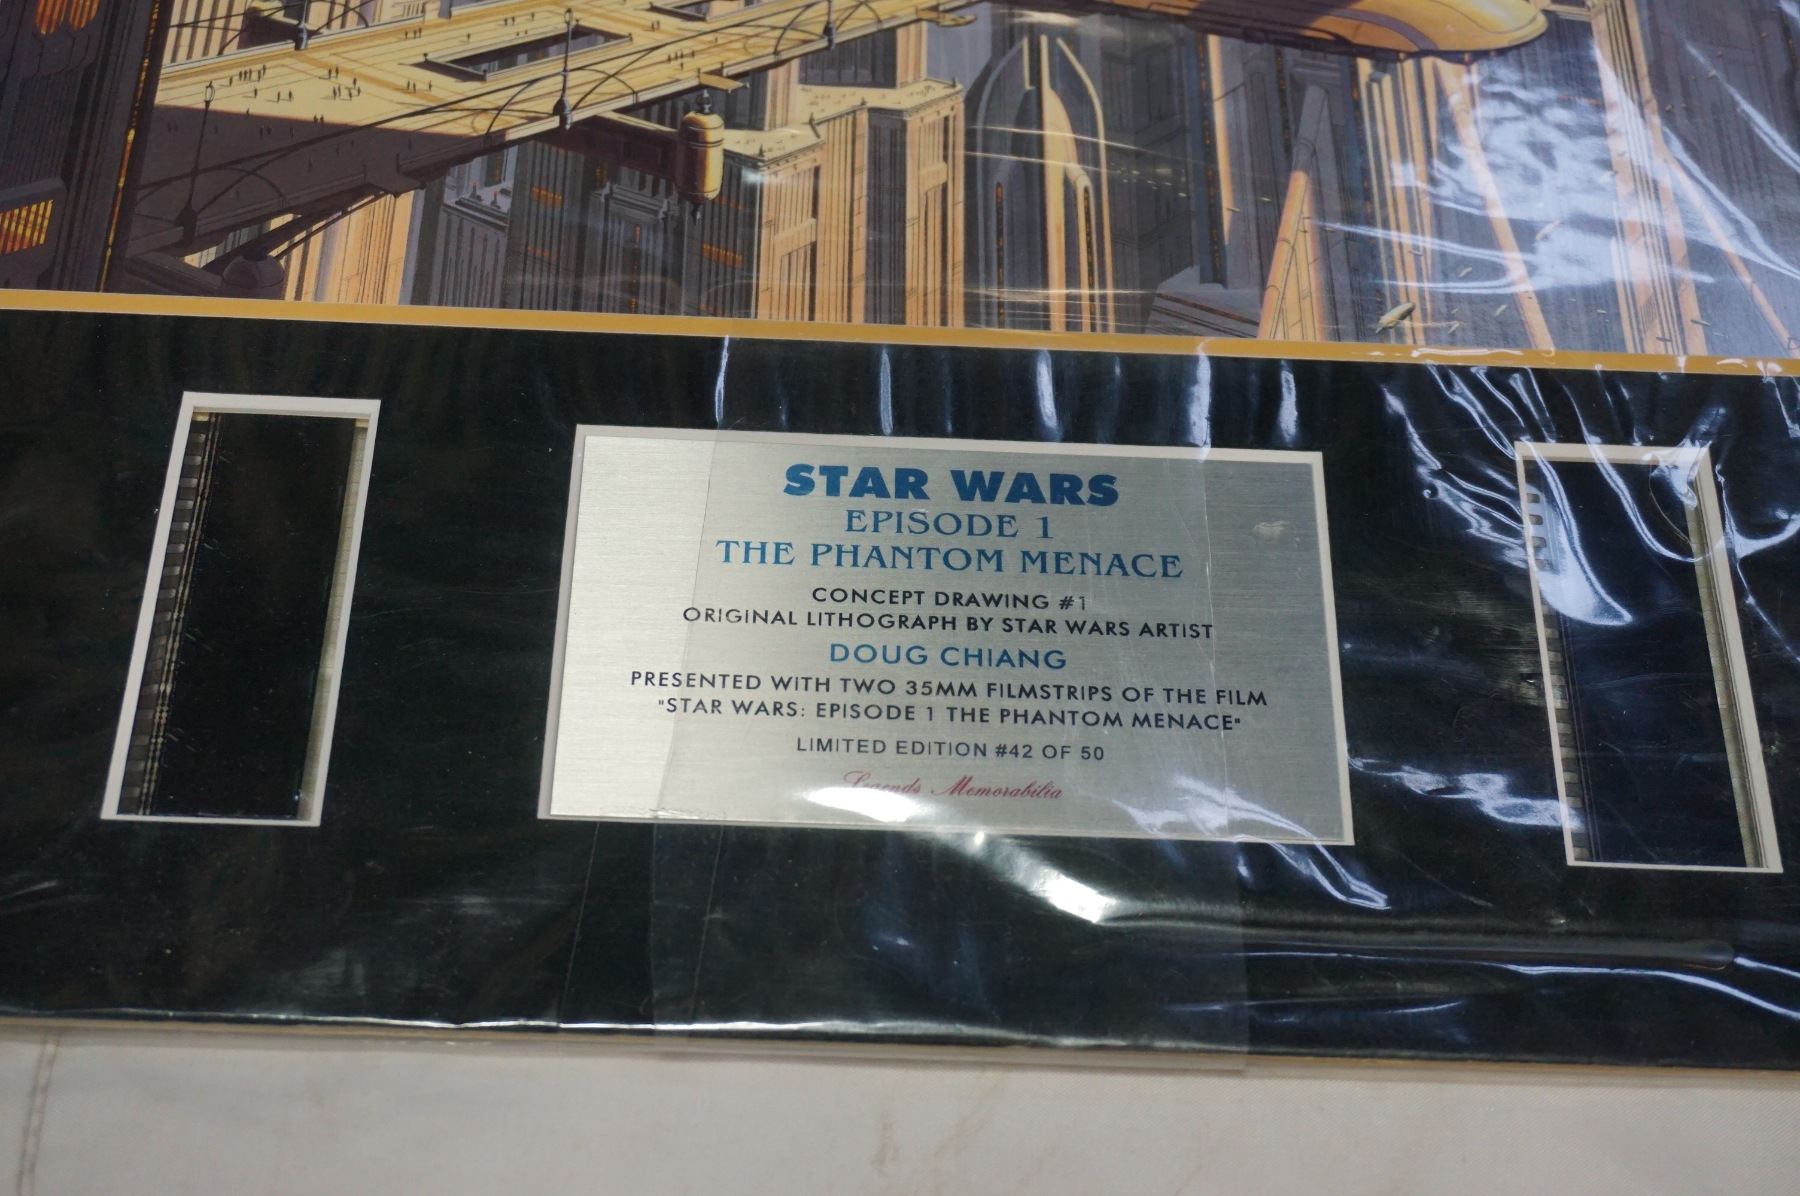 STAR WARS
EPISODE 1
THE PHANTOM MENACE
CONCEPT DRAWING #1
ORIGINAL LITHOGRAPH BY STAR WARS ARTIST
DOUG CHIANG
PRESENTED WITH TWO 35MM FILMSTRIPS OF THE FILM
"STAR WARS: EPISODE 1 THE PHANTOM MENACE"
LIMITED EDITION #42 OF 50
Legends Memorabilia